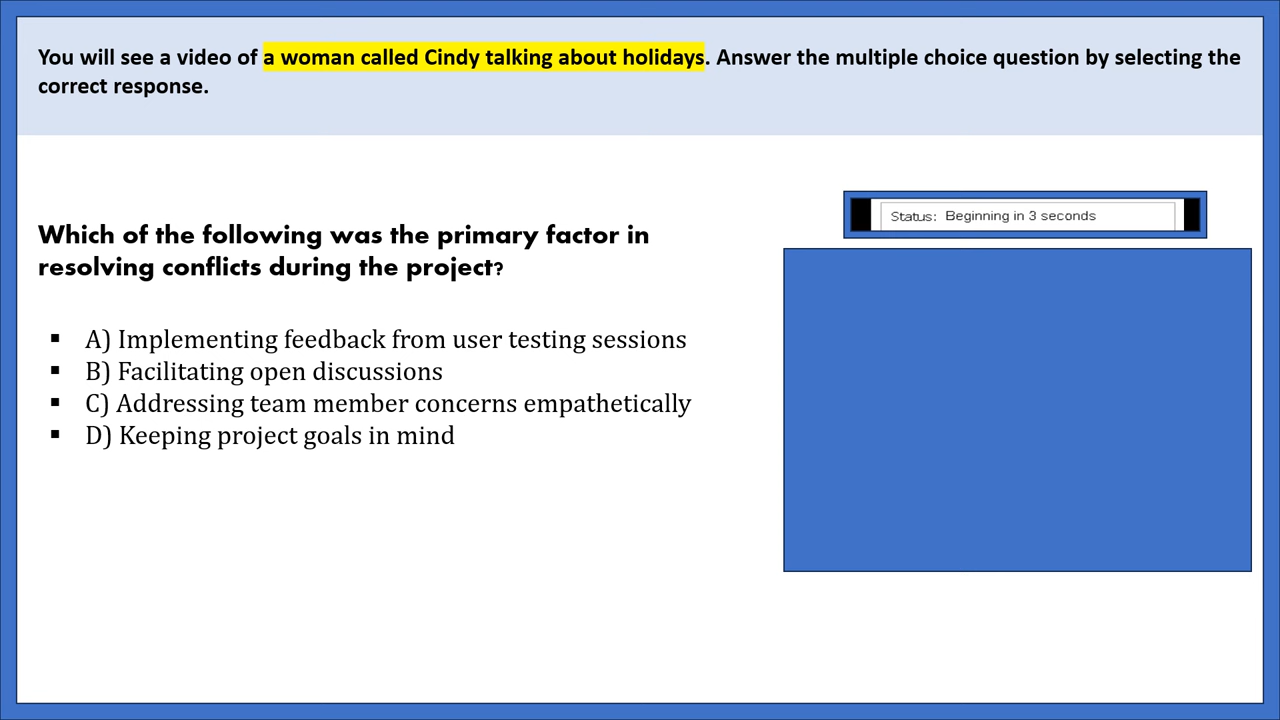 You will see a video of a woman called Cindy talking about holidays. Answer the multiple choice question by selecting the
correct response.
Which of the following was the primary factor in
resolving conflicts during the project?
▪ A) Implementing feedback from user testing sessions
▪ B) Facilitating open discussions
▪ C) Addressing team member concerns empathetically
▪ D) Keeping project goals in mind
Status: Beginning in 3 seconds